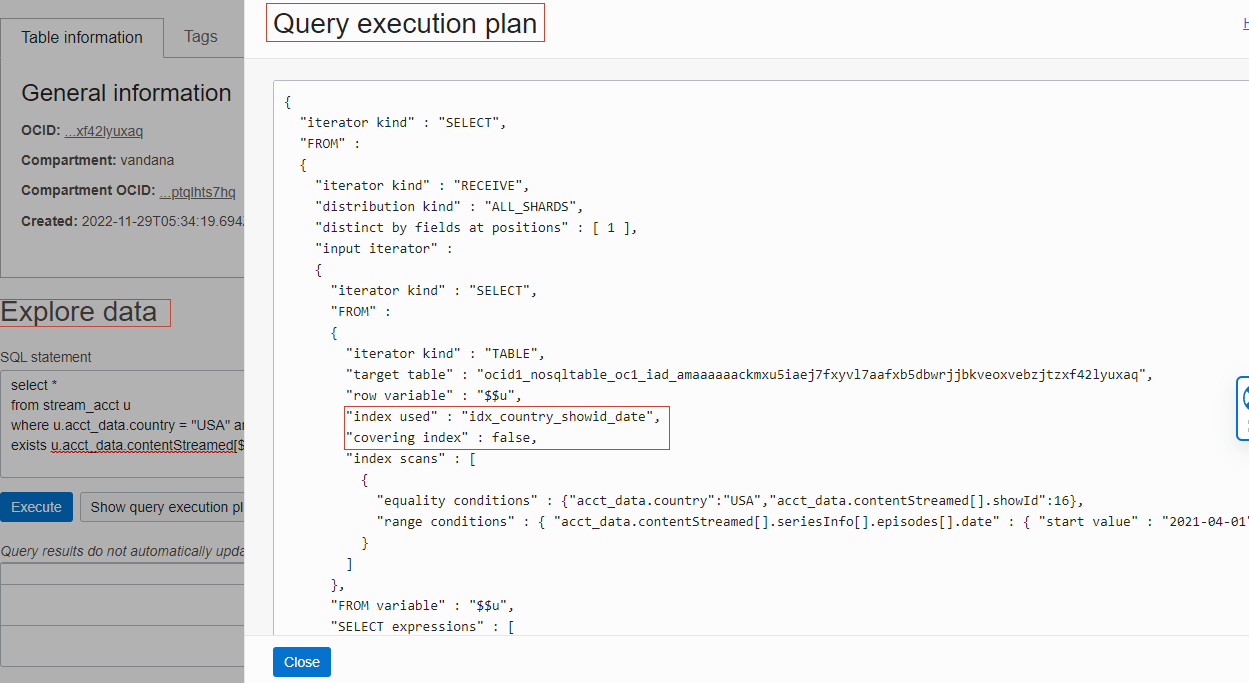 Table information
Tags
General information
OCID: ...xf42lyuxaq
Compartment: vandana
Compartment OCID: ...ptqlhts7hq
Created: 2022-11-29T05:34:19.694
Explore data
SQL statement
select *
from stream_acct u
where u.acct_data.country = "USA"
exists u.acct_data.contentStreamed[$
Execute
Show query execution pl
Query results do not automatically upda
Query execution plan
H
{
"iterator kind" : "SELECT",
"FROM" :
{
"iterator kind" : "RECEIVE",
"distribution kind" : "ALL_SHARDS",
"distinct by fields at positions" : [ 1 ],
"input iterator" :
{
"iterator kind" : "SELECT",
"FROM" :
{
"iterator kind" : "TABLE",
"target table" : "ocid1_nosqltable_oc1_iad_amaaaaaackmxu5iaej7fxyvl7aafxb5dbwrjjbkveoxvebzjtzxf42lyuxaq",
"row variable" : "$$u",
"index used" : "idx_country_showid_date",
"covering index" : false,
"index scans" : [
{
"equality conditions" : {"acct_data.country":"USA","acct_data.contentStreamed[].showId":16},
"range conditions" : { "acct_data.contentStreamed[].seriesInfo[].episodes[].date" : { "start value" : "2021-04-01"
}
]
},
"FROM variable" : "$$u",
"SELECT expressions" : [
Close